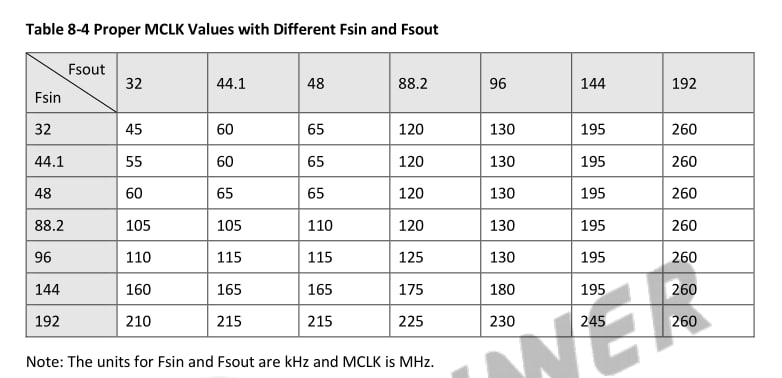 Table 8-4 Proper MCLK Values with Different Fsin and Fsout
Fsout
Fsin
32 44.1 48 88.2 96 144 192
32 45 60 65 120 130 195 260
44.1 55 60 65 120 130 195 260
48 60 65 65 120 130 195 260
88.2 105 105 110 120 130 195 260
96 110 115 115 125 130 195 260
144 160 165 165 175 180 195 260
192 210 215 215 225 230 245 260
Note: The units for Fsin and Fsout are kHz and MCLK is MHz.